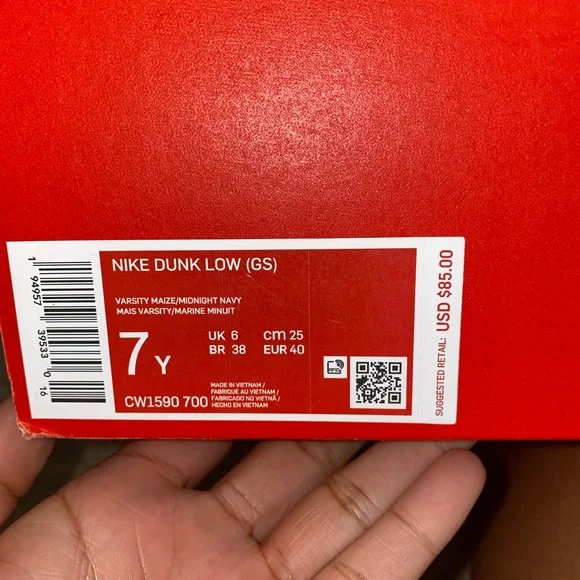 NIKE DUNK LOW (GS)
VARSITY MAIZE/MIDNIGHT NAVY
MAIS VARSITY/MARINE MINUIT
7 Y
UK 6 cm 25
BR 38 EUR 40
CW1590 700
MADE IN VIETNAM /
FABRIQUÉ AU VIETNAM /
FABRICADO NO VIETNÃ /
HECHO EN VIETNAM
1 94957 39533 0 16
SUGGESTED RETAIL: USD $85.00